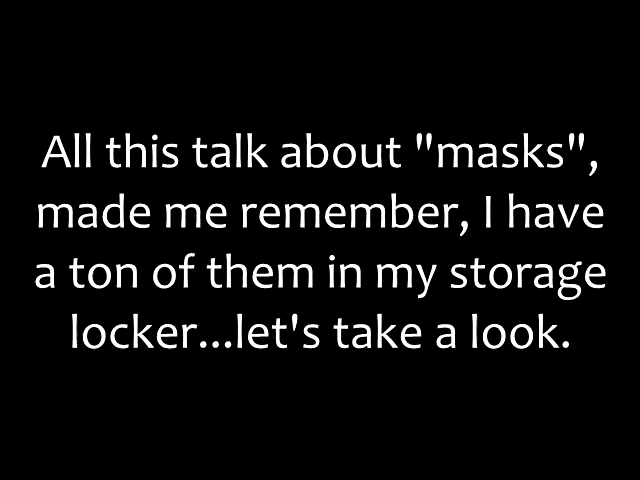 All this talk about "masks",
made me remember, I have
a ton of them in my storage
locker...let's take a look.